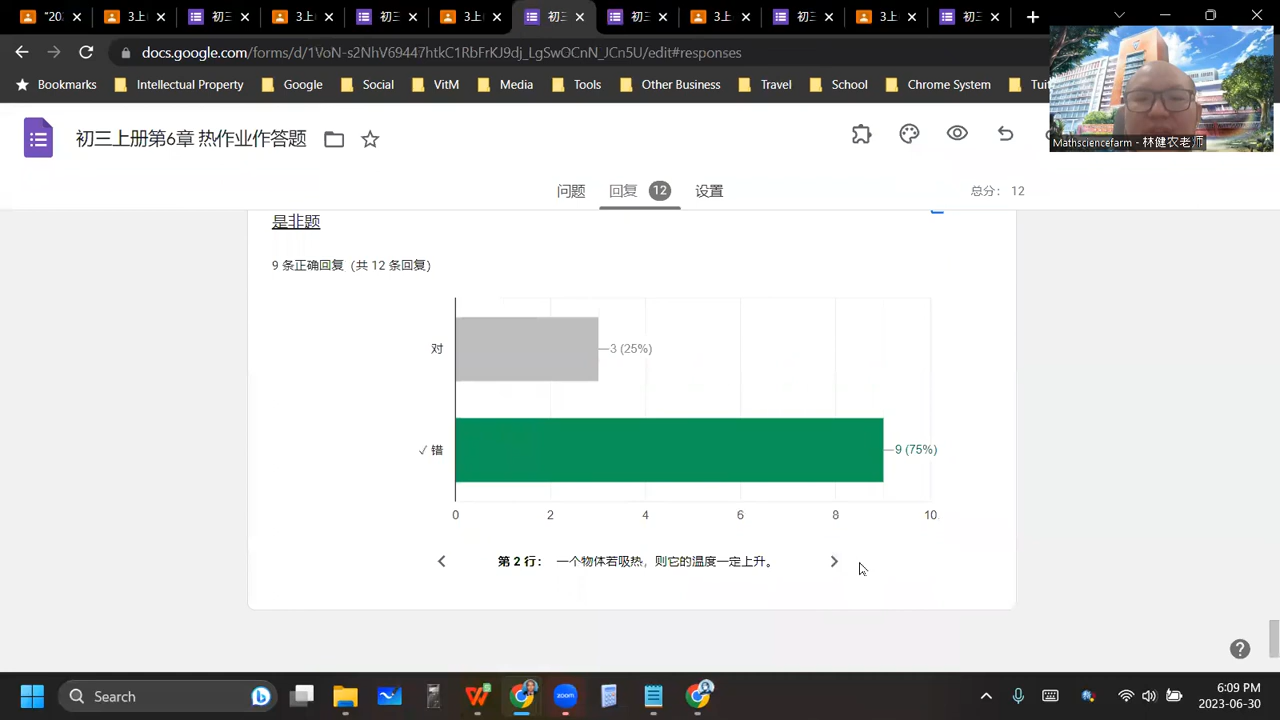 "20
3上
初三
3上
初三
3上
初三
初三
3上
初三
3上
初三
docs.google.com/forms/d/1VoN-s2NhVG3447htkC1RbFrKJ9dj_LgSwOCnN_JCn5U/edit#responses
Bookmarks
Intellectual Property
Google
VitM
Media
Tools
Other Business
Travel
School
Chrome System
初三上册第6章 热作业作答题
Mathsciencefarm - 林健农老师
问题
回复
12
设置
总分： 12
是非题
9 条正确回复（共 12 条回复）
对
3 (25%)
✓ 错
9 (75%)
0
2
4
6
8
10
第 2 行： 一个物体若吸热，则它的温度一定上升。
Search
zoom
6:09 PM
2023-06-30